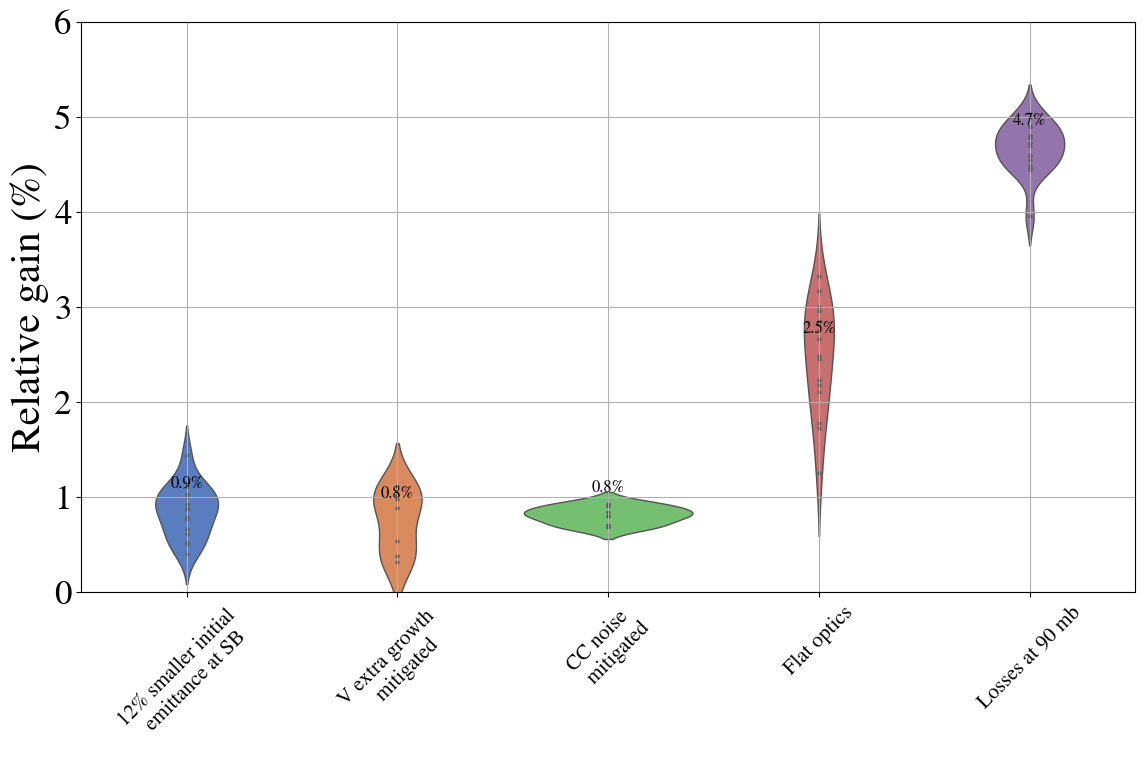 Relative gain (%)
6
5
4
3
2
1
0
0.9%
0.8%
0.8%
2.5%
4.7%
12% smaller initial
emittance at SB
V extra growth
mitigated
CC noise
mitigated
Flat optics
Losses at 90 mb